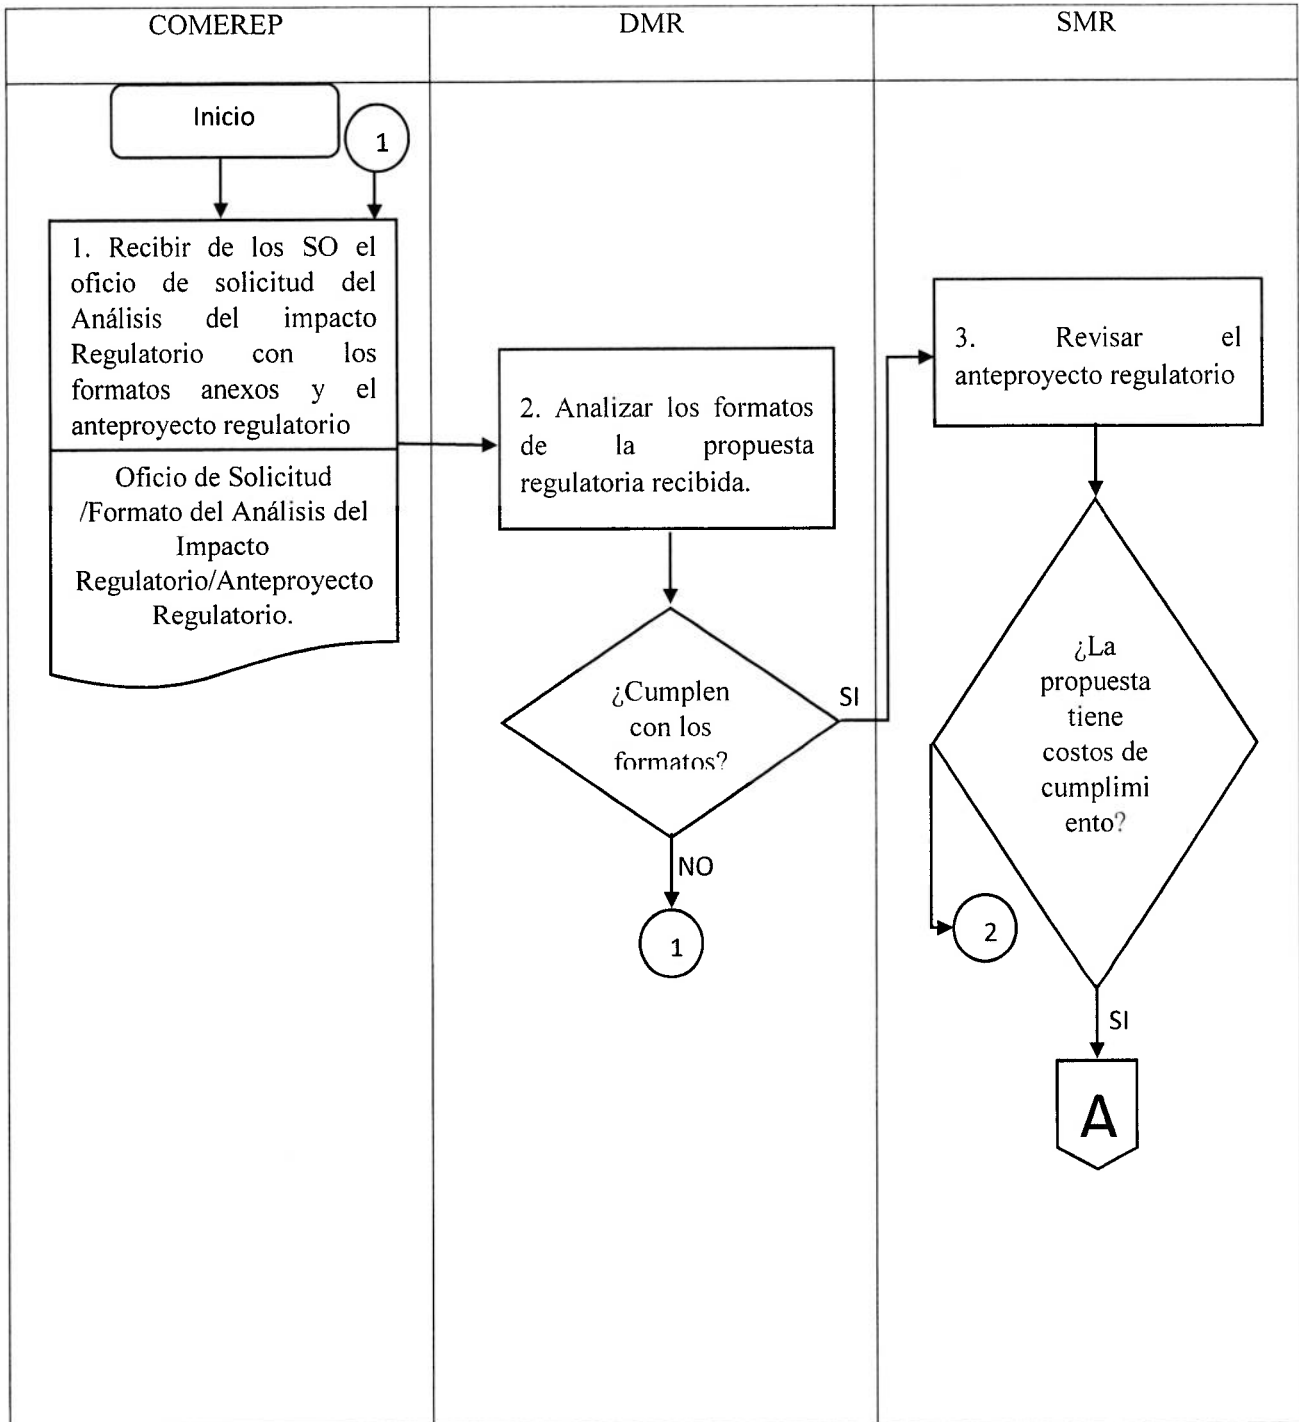 COMEREP
DMR
SMR
Inicio
1
1. Recibir de los SO el
oficio de solicitud del
Análisis del impacto
Regulatorio con los
formatos anexos y el
anteproyecto regulatorio
Oficio de Solicitud
/Formato del Análisis del
Impacto
Regulatorio/Anteproyecto
Regulatorio.
2. Analizar los formatos
de la propuesta
regulatoria recibida.
¿Cumplen
con los
formatos?
SI
NO
1
3. Revisar el
anteproyecto regulatorio
¿La
propuesta
tiene
costos de
cumplimi
ento?
2
SI
A